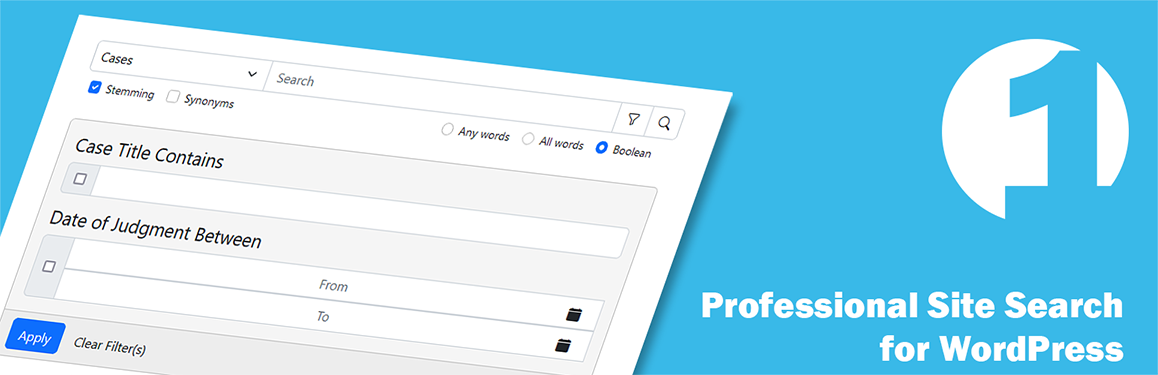 Cases
Search
Stemming
Synonyms
Any words
All words
Boolean
Case Title Contains
Date of Judgment Between
From
To
Apply
Clear Filter(s)
1
Professional Site Search
for WordPress